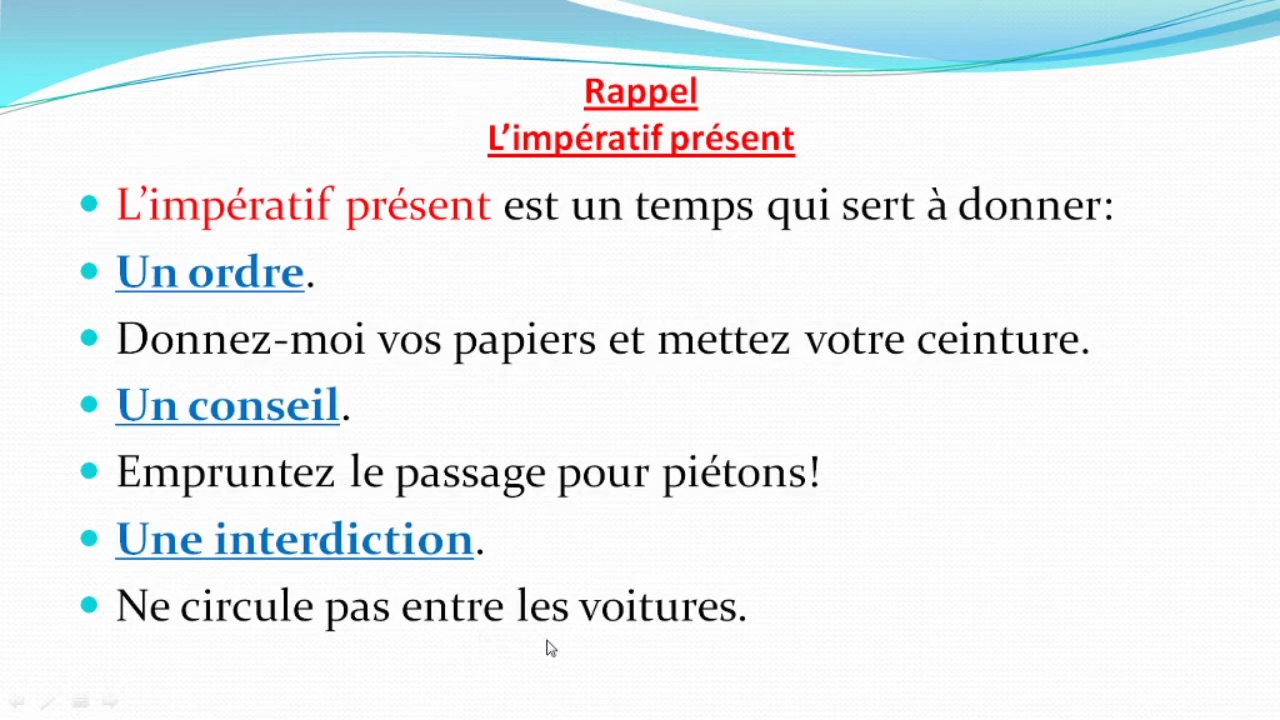 Rappel
L’impératif présent
L’impératif présent est un temps qui sert à donner:
Un ordre.
Donnez-moi vos papiers et mettez votre ceinture.
Un conseil.
Empruntez le passage pour piétons!
Une interdiction.
Ne circule pas entre les voitures.